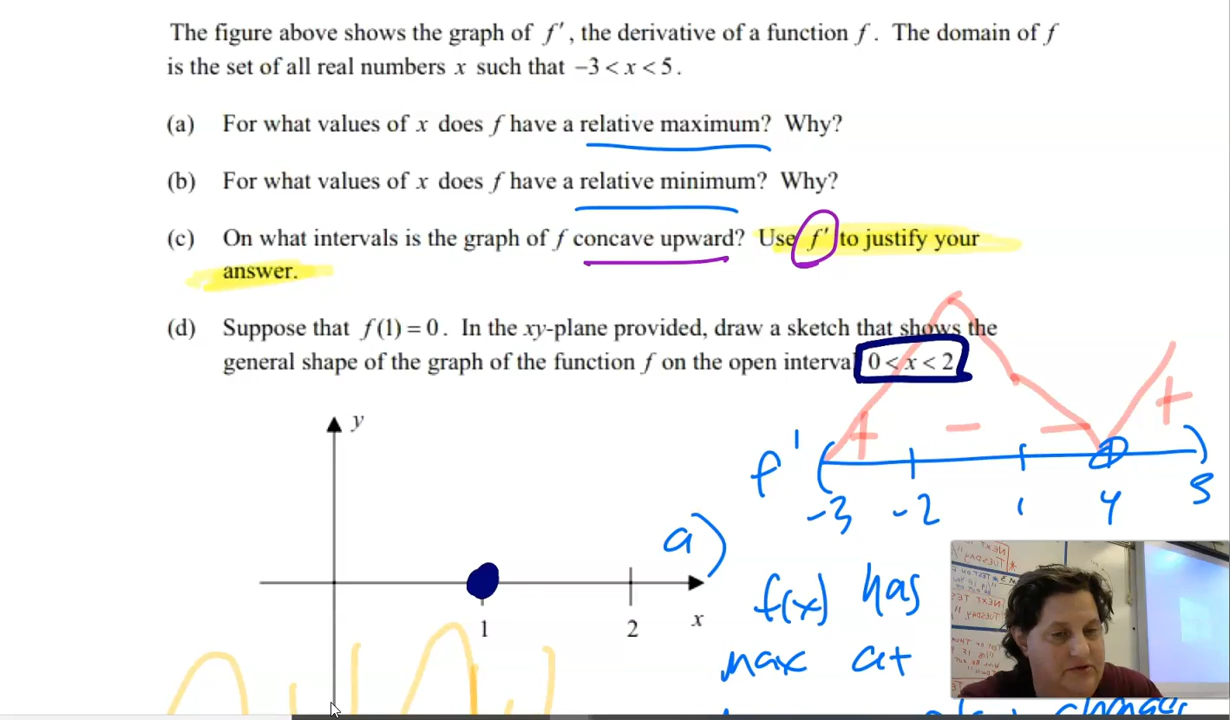 The figure above shows the graph of f′, the derivative of a function f. The domain of f
is the set of all real numbers x such that −3 < x < 5.
(a) For what values of x does f have a relative maximum? Why?
(b) For what values of x does f have a relative minimum? Why?
(c) On what intervals is the graph of f concave upward? Use f′ to justify your
answer.
(d) Suppose that f(1) = 0. In the xy-plane provided, draw a sketch that shows the
general shape of the graph of the function f on the open interval 0 < x < 2
y
+ − − +
f′
-3 -2 1 4 5
a)
f(x) has
max at
changes
1 2 x